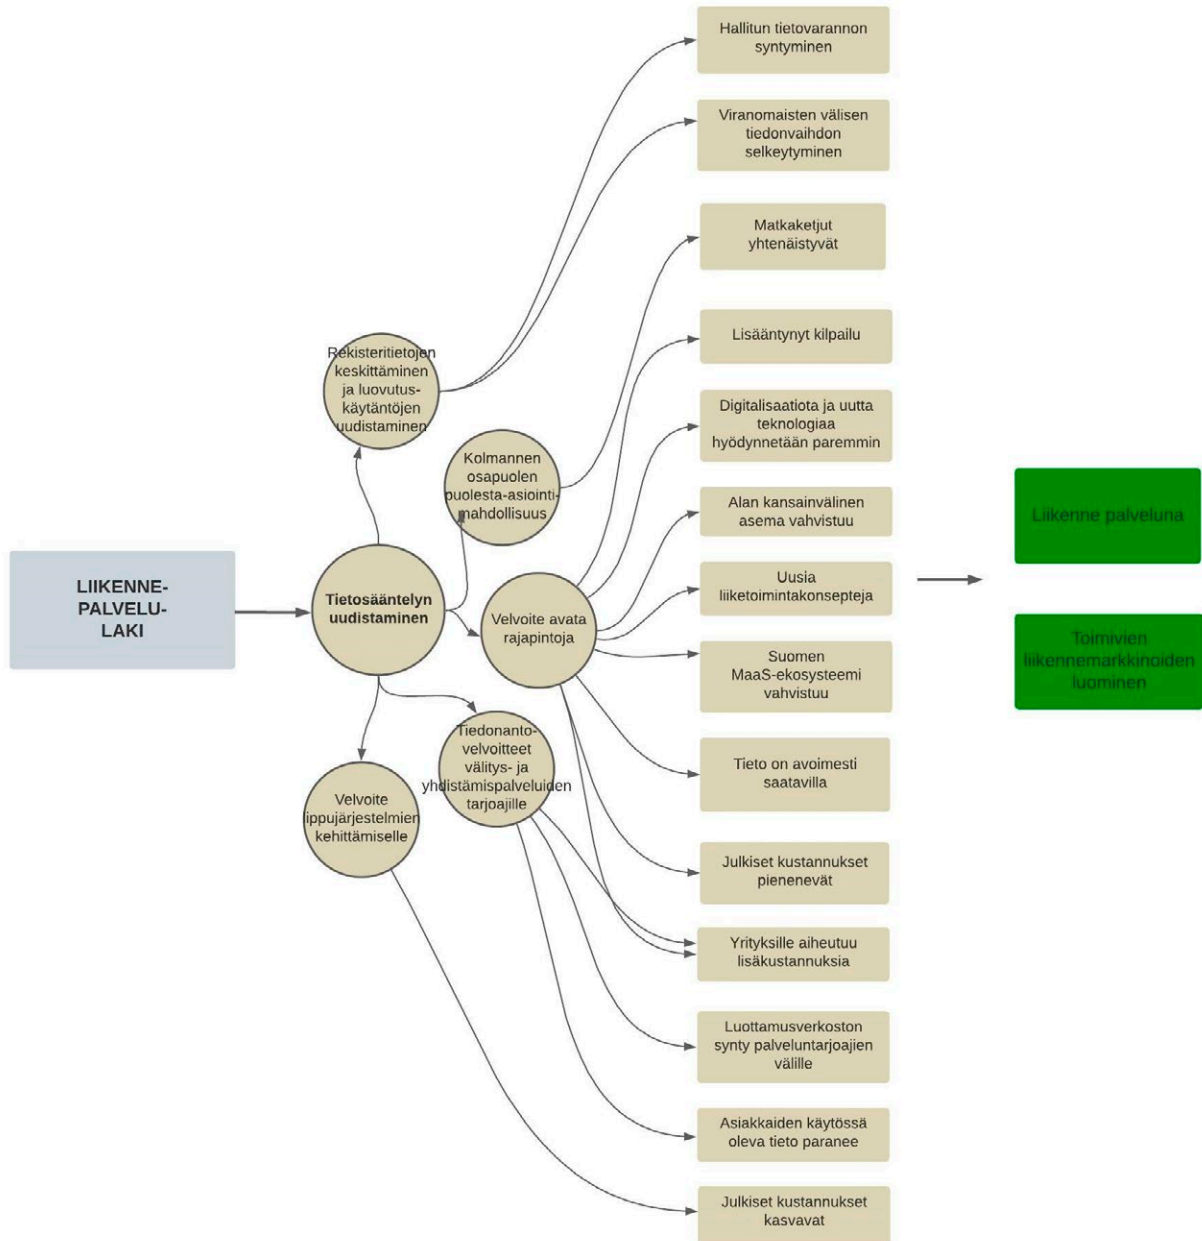 LIIKENNE-
PALVELU-
LAKI
Tietosääntelyn
uudistaminen
Rekisteritietojen
keskittäminen
ja luovutus-
käytäntöjen
uudistaminen
Kolmannen
osapuolen
puolesta-asiointi-
mahdollisuus
Velvoite avata
rajapintoja
Tiedonanto-
velvoitteet
välitys- ja
yhdistämispalveluiden
tarjoajille
Velvoite
lippujärjestelmien
kehittämiselle
Hallitun tietovarannon
syntyminen
Viranomaisten välisen
tiedonvaihdon
selkeytyminen
Matkaketjut
yhtenäistyvät
Lisääntynyt kilpailu
Digitalisaatiota ja uutta
teknologiaa
hyödynnetään paremmin
Alan kansainvälinen
asema vahvistuu
Uusia
liiketoimintakonsepteja
Suomen
MaaS-ekosysteemi
vahvistuu
Tieto on avoimesti
saatavilla
Julkiset kustannukset
pienenevät
Yrityksille aiheutuu
lisäkustannuksia
Luottamusverkoston
synty palveluntarjoajien
välille
Asiakkaiden käytössä
oleva tieto paranee
Julkiset kustannukset
kasvavat
Liikenne palveluna
Toimivien
liikennemarkkinoiden
luominen